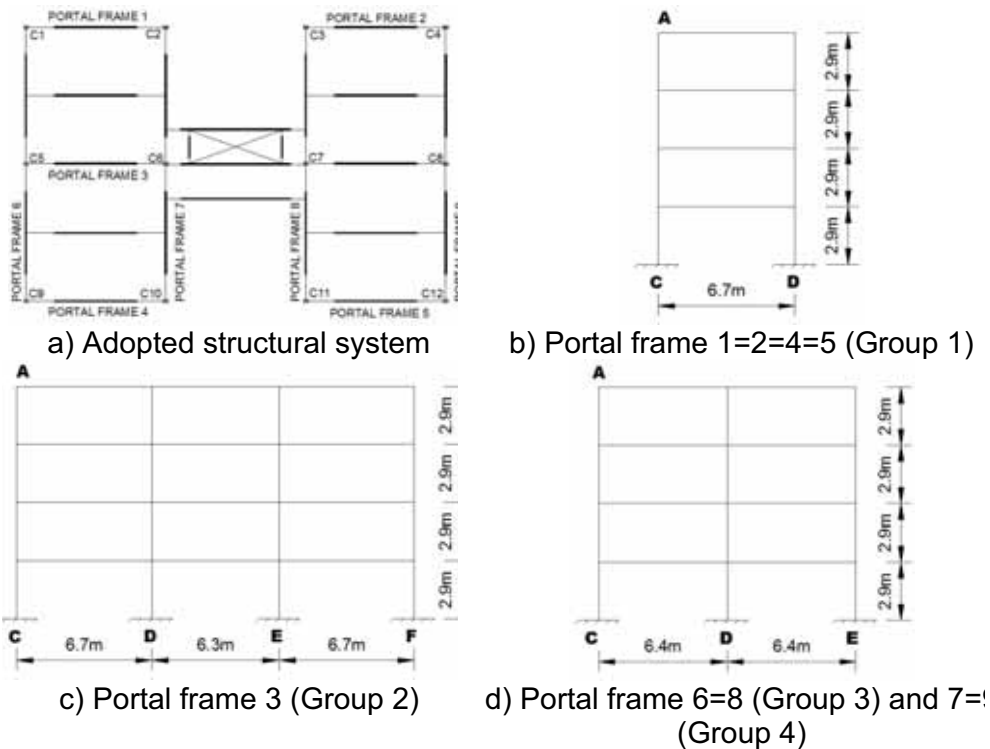 PORTAL FRAME 1
PORTAL FRAME 2
C1
C2
C3
C4
C5
C6
C7
C8
PORTAL FRAME 3
PORTAL FRAME 6
PORTAL FRAME 7
PORTAL FRAME 8
C9
C10
C11
C12
PORTAL FRAME 4
PORTAL FRAME 5
a) Adopted structural system
A
2.9m
2.9m
2.9m
2.9m
C
D
6.7m
b) Portal frame 1=2=4=5 (Group 1)
A
2.9m
2.9m
2.9m
2.9m
C
D
E
F
6.7m
6.3m
6.7m
c) Portal frame 3 (Group 2)
A
2.9m
2.9m
2.9m
2.9m
C
D
E
6.4m
6.4m
d) Portal frame 6=8 (Group 3) and 7=9
(Group 4)